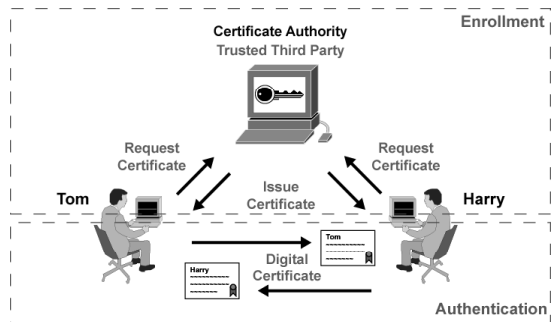 Enrollment
Certificate Authority
Trusted Third Party
Request
Certificate
Request
Certificate
Tom
Issue
Certificate
Harry
Tom
Digital
Certificate
Harry
Authentication